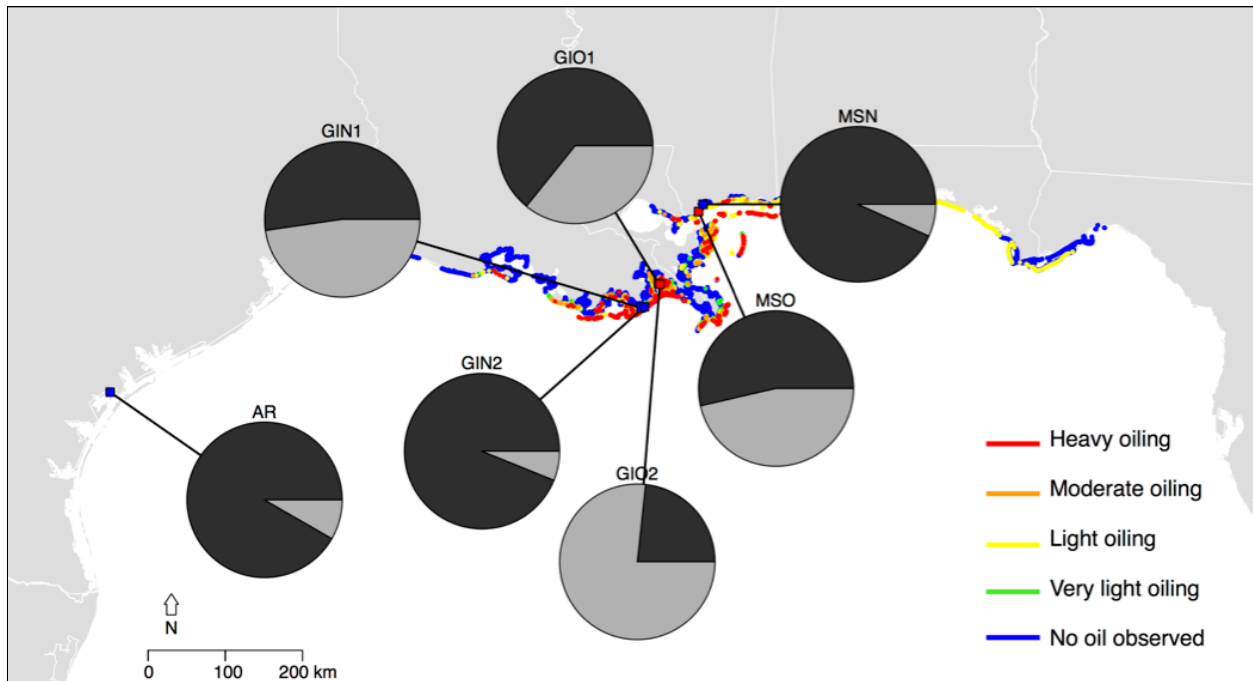 GIO1
GIN1
MSN
MSO
GIN2
AR
GIO2
Heavy oiling
Moderate oiling
Light oiling
Very light oiling
No oil observed
N
0 100 200 km